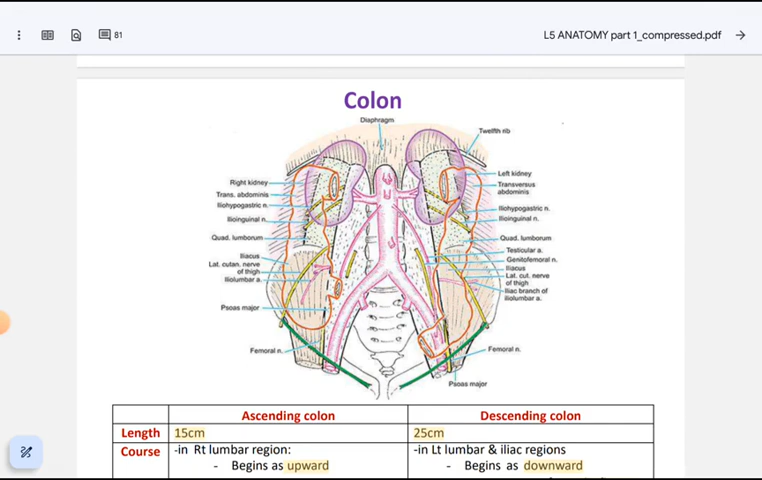 81
L5 ANATOMY part 1_compressed.pdf
Colon
Diaphragm
Twelfth rib
Right kidney
Trans. abdominis
Iliohypogastric n.
Ilioinguinal n.
Quad. lumborum
Iliacus
Lat. cutan. nerve
of thigh
Iliolumbar a.
Psoas major
Femoral n.
Left kidney
Transversus
abdominis
Iliohypogastric n.
Ilioinguinal n.
Quad. lumborum
Testicular a.
Genitofemoral n.
Iliacus
Lat. cut. nerve
of thigh
Iliac branch of
iliolumbar a.
Femoral n.
Psoas major
Ascending colon Descending colon
Length 15cm 25cm
Course -in Rt lumbar region: -in Lt lumbar & iliac regions
- Begins as upward - Begins as downward